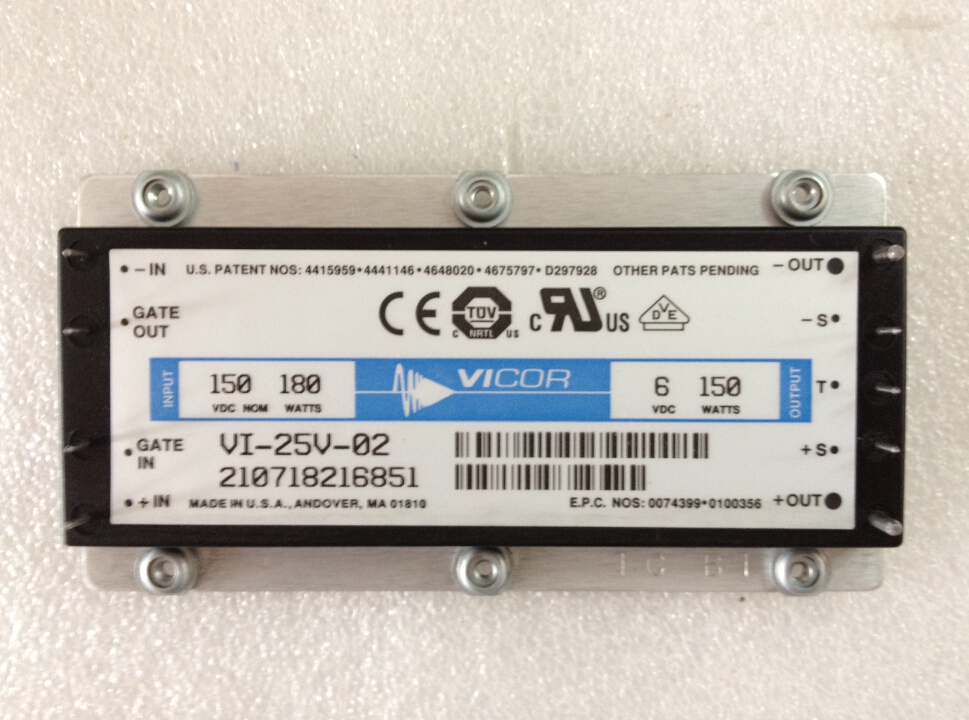 - IN U.S. PATENT NOS: 4415959•4441146•4648020•4675797•D297928 OTHER PATS PENDING - OUT
GATE
OUT
CE
TÜV
C NRTL US
C RU® US
DVE
- S
INPUT
150 180
VDC NOM WATTS
VICOR
6 150
VDC WATTS
OUTPUT
T
GATE
IN
VI-25V-02
210718216851
+ S
+ IN MADE IN U.S.A., ANDOVER, MA 01810 E.P.C. NOS: 0074399•0100356 + OUT